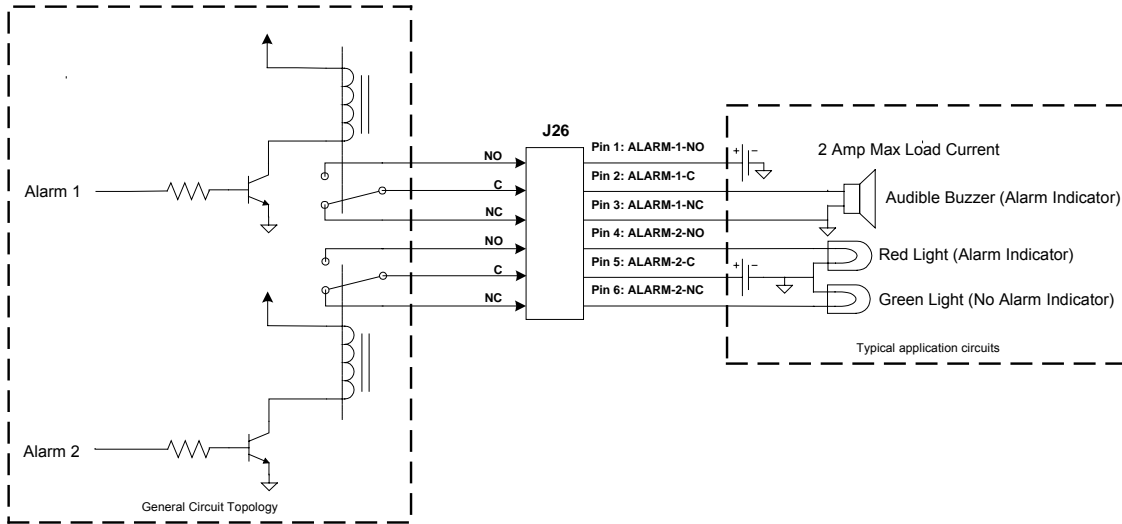 Alarm 1
Alarm 2
General Circuit Topology
NO
C
NC
NO
C
NC
J26
Pin 1: ALARM-1-NO
Pin 2: ALARM-1-C
Pin 3: ALARM-1-NC
Pin 4: ALARM-2-NO
Pin 5: ALARM-2-C
Pin 6: ALARM-2-NC
+ −
2 Amp Max Load Current
Audible Buzzer (Alarm Indicator)
Red Light (Alarm Indicator)
+ −
Green Light (No Alarm Indicator)
Typical application circuits